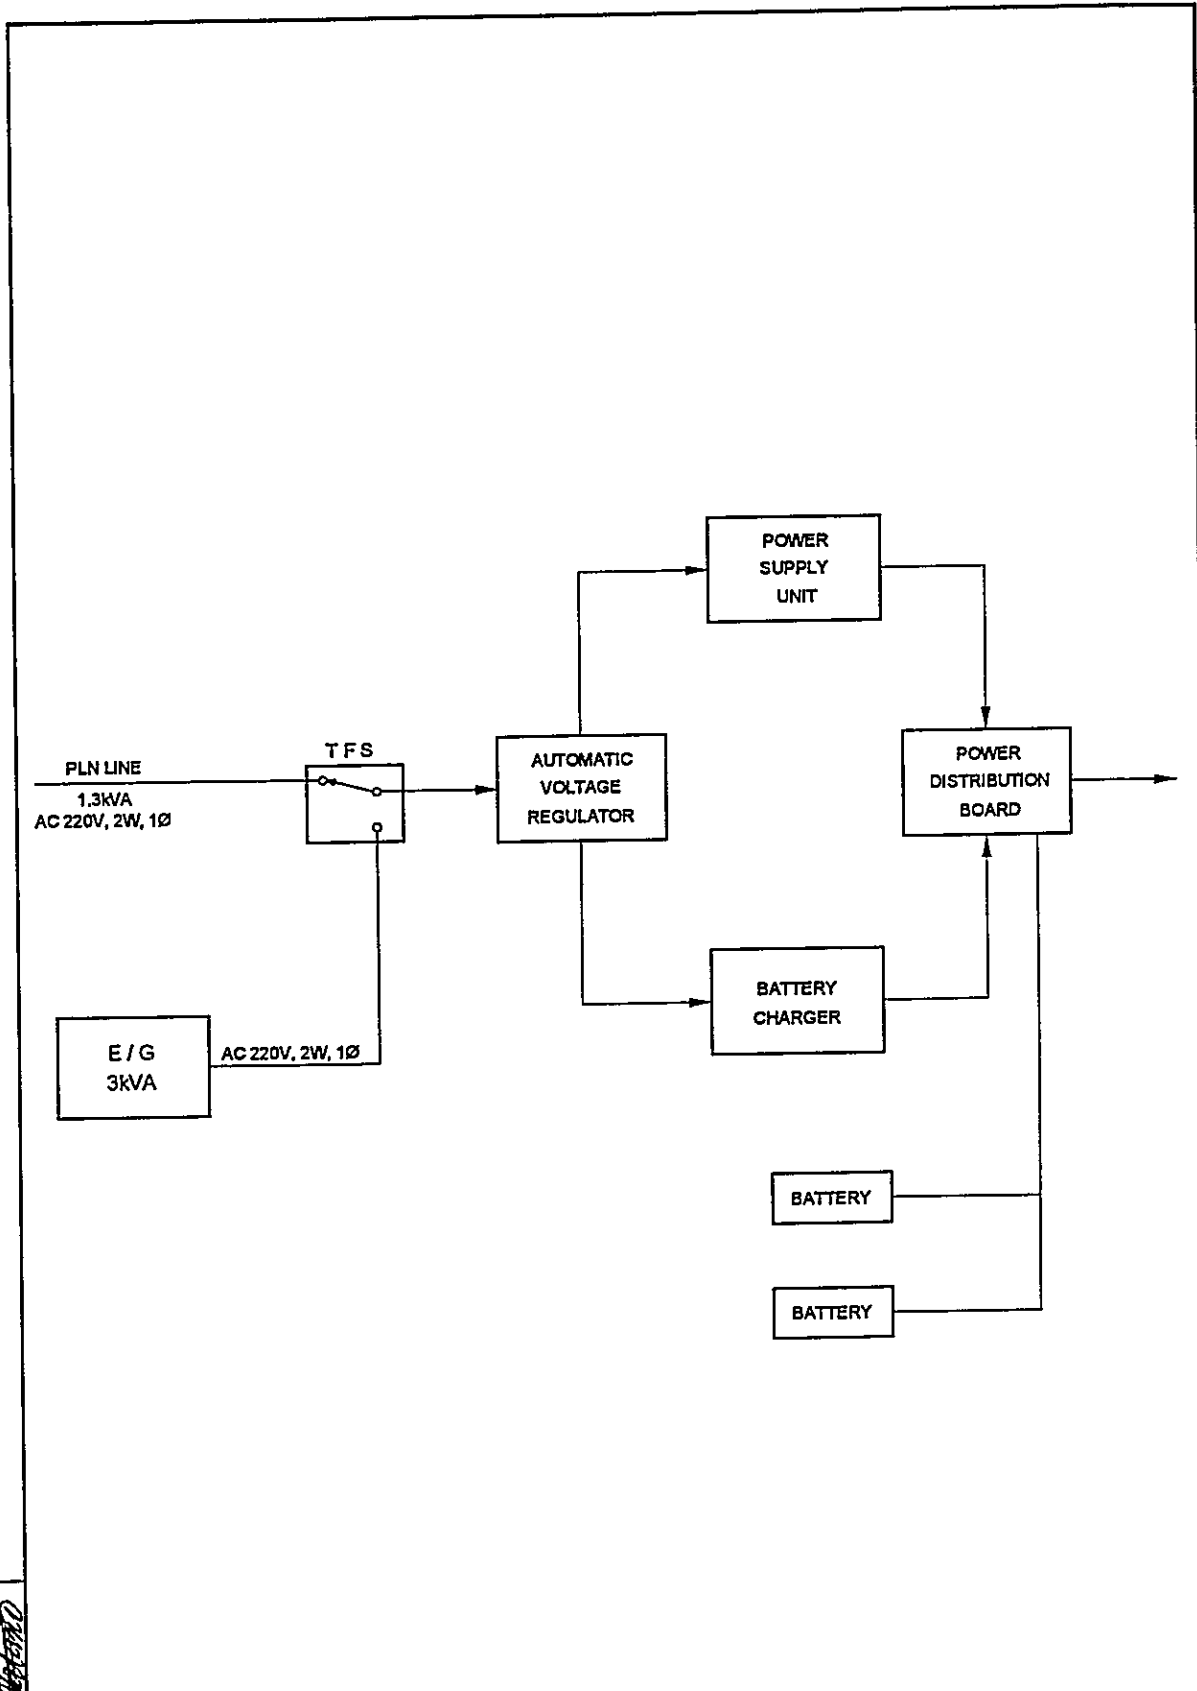 POWER
SUPPLY
UNIT
T F S
PLN LINE
1.3kVA
AC 220V, 2W, 1Ø
AUTOMATIC
VOLTAGE
REGULATOR
POWER
DISTRIBUTION
BOARD
BATTERY
CHARGER
E / G
3kVA
AC 220V, 2W, 1Ø
BATTERY
BATTERY